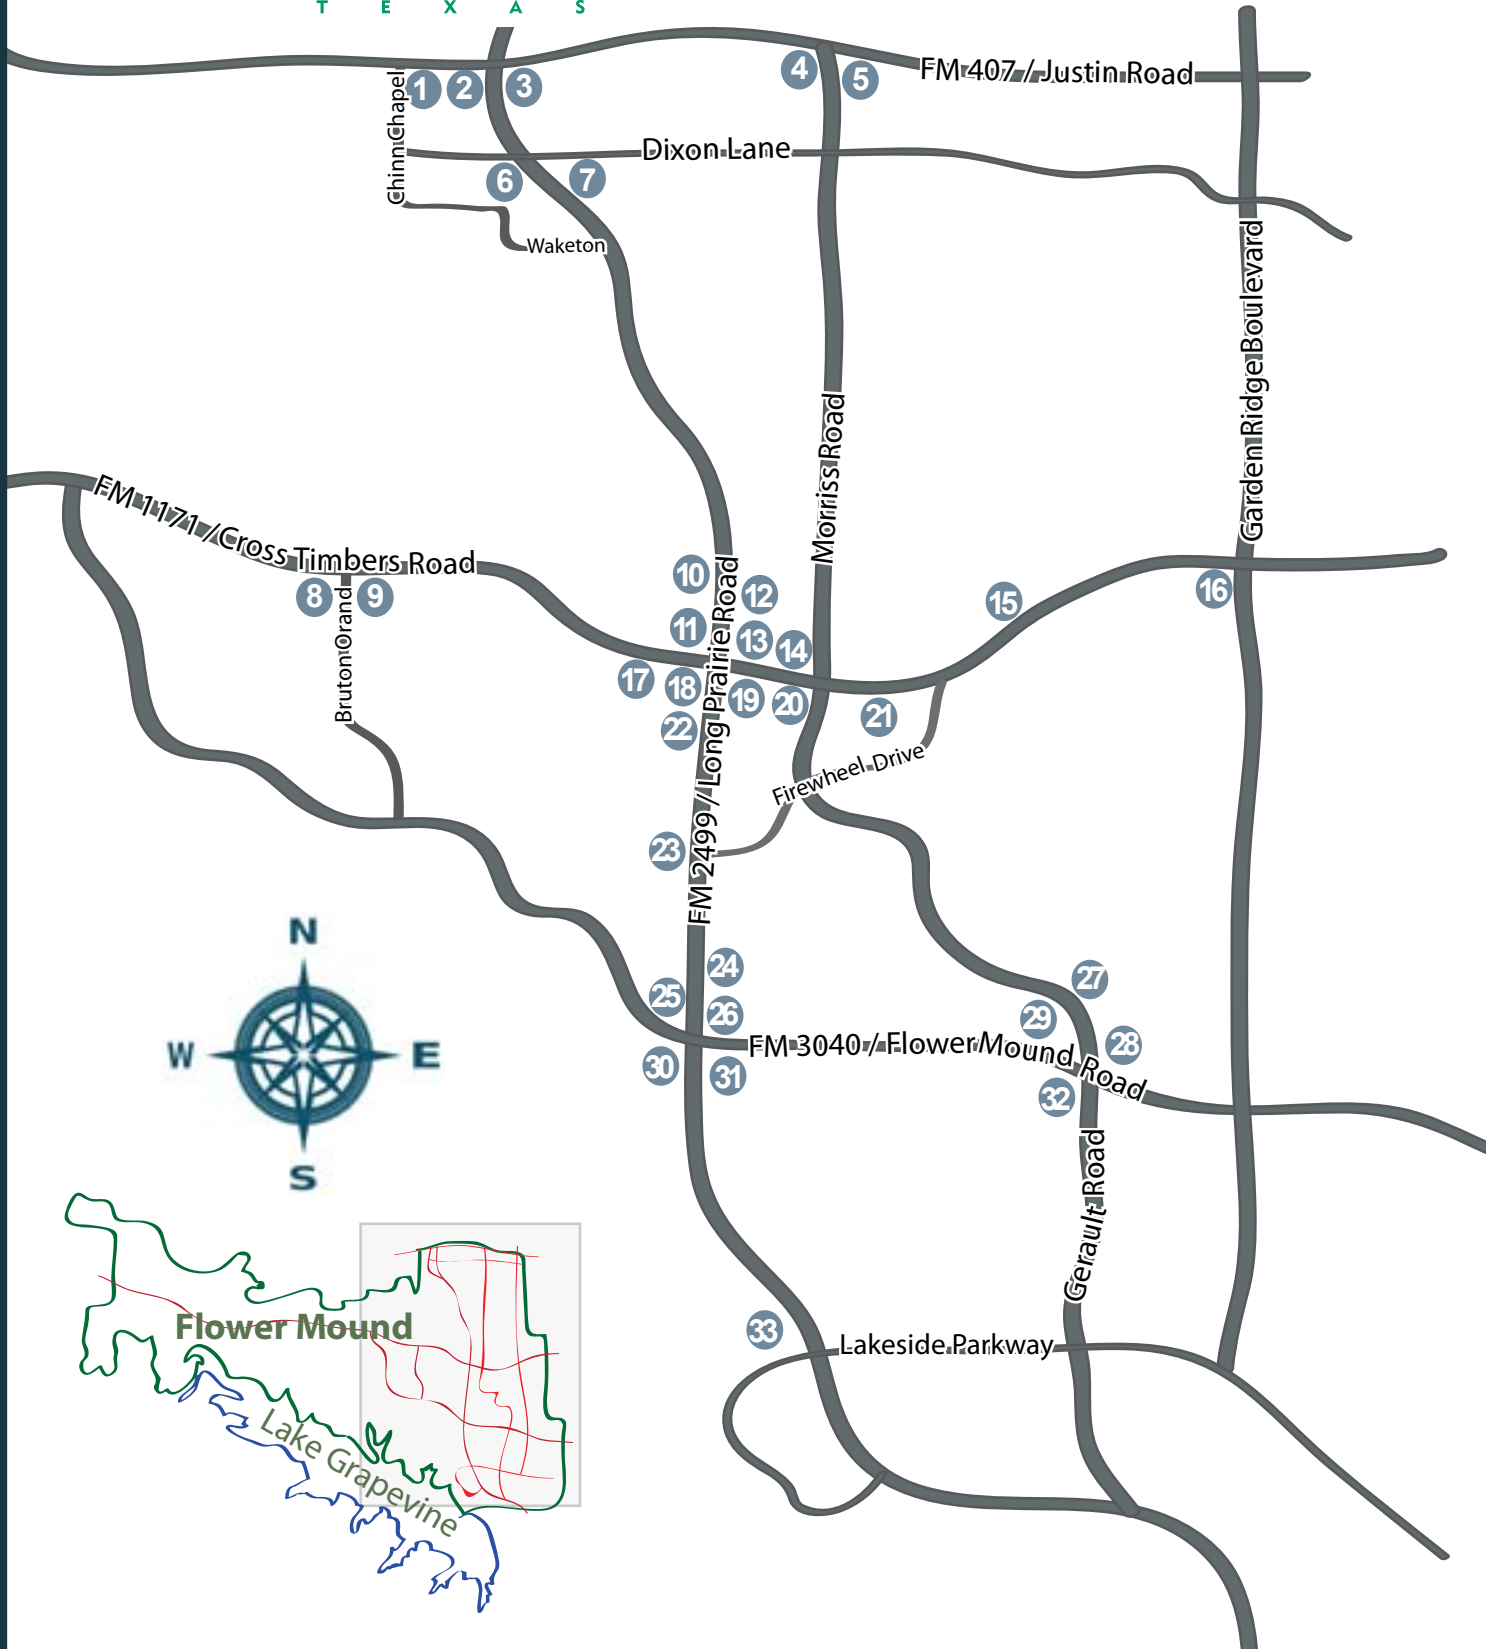 T E X A S
FM 407 / Justin Road
4
5
1
2
3
Chinn Chapel
Dixon Lane
6
7
Waketon
Garden Ridge Boulevard
Morriss Road
FM 1171 /Cross Timbers Road
8
9
Bruton Orand
10
12
11
13
14
15
16
17
18
19
20
21
22
FM 2499 / Long Prairie Road
Firewheel Drive
23
24
25
26
27
28
29
FM 3040 / Flower Mound Road
30
31
32
N
W
E
S
Gerault Road
33
Lakeside Parkway
Flower Mound
Lake Grapevine